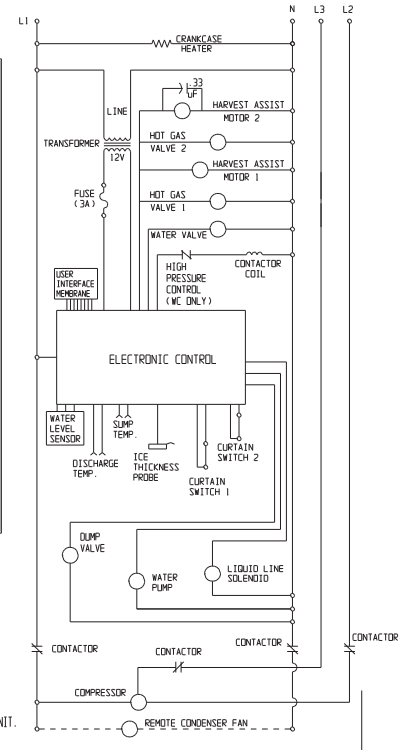 L1
N
L3
L2
CRANKCASE
HEATER
.33
uF
HARVEST ASSIST
MOTOR 2
LINE
TRANSFORMER
12V
HOT GAS
VALVE 2
HARVEST ASSIST
MOTOR 1
FUSE
(3A)
HOT GAS
VALVE 1
WATER VALVE
HIGH
PRESSURE
CONTROL
(WC ONLY)
CONTACTOR
COIL
USER
INTERFACE
MEMBRANE
ELECTRONIC CONTROL
WATER
LEVEL
SENSOR
SUMP
TEMP.
DISCHARGE
TEMP.
ICE
THICKNESS
PROBE
CURTAIN
SWITCH 2
CURTAIN
SWITCH 1
DUMP
VALVE
WATER
PUMP
LIQUID LINE
SOLENOID
CONTACTOR
CONTACTOR
CONTACTOR
CONTACTOR
COMPRESSOR
NIT.
REMOTE CONDENSER FAN